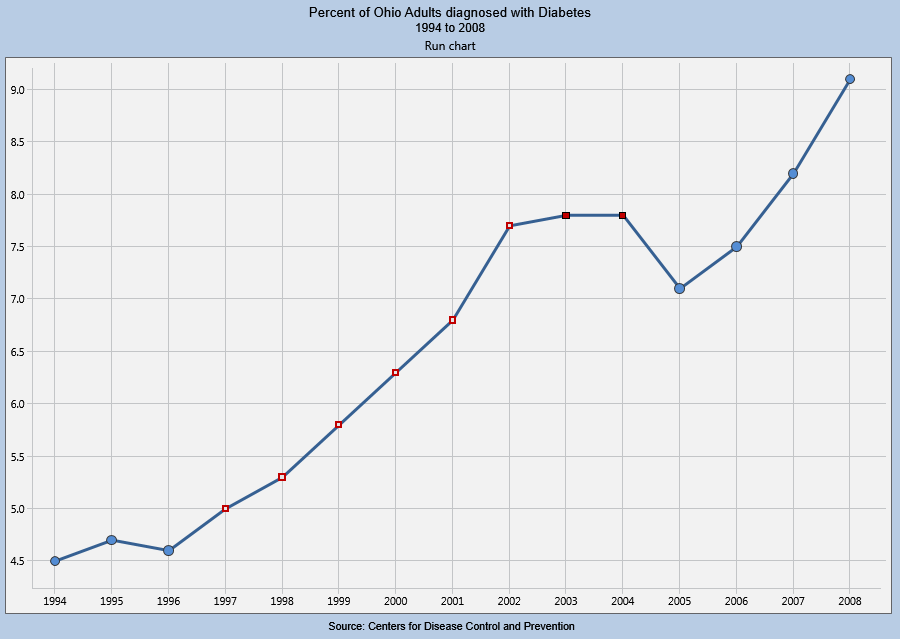 Percent of Ohio Adults diagnosed with Diabetes
1994 to 2008
Run chart
9.0
8.5
8.0
7.5
7.0
6.5
6.0
5.5
5.0
4.5
1994 1995 1996 1997 1998 1999 2000 2001 2002 2003 2004 2005 2006 2007 2008
Source: Centers for Disease Control and Prevention